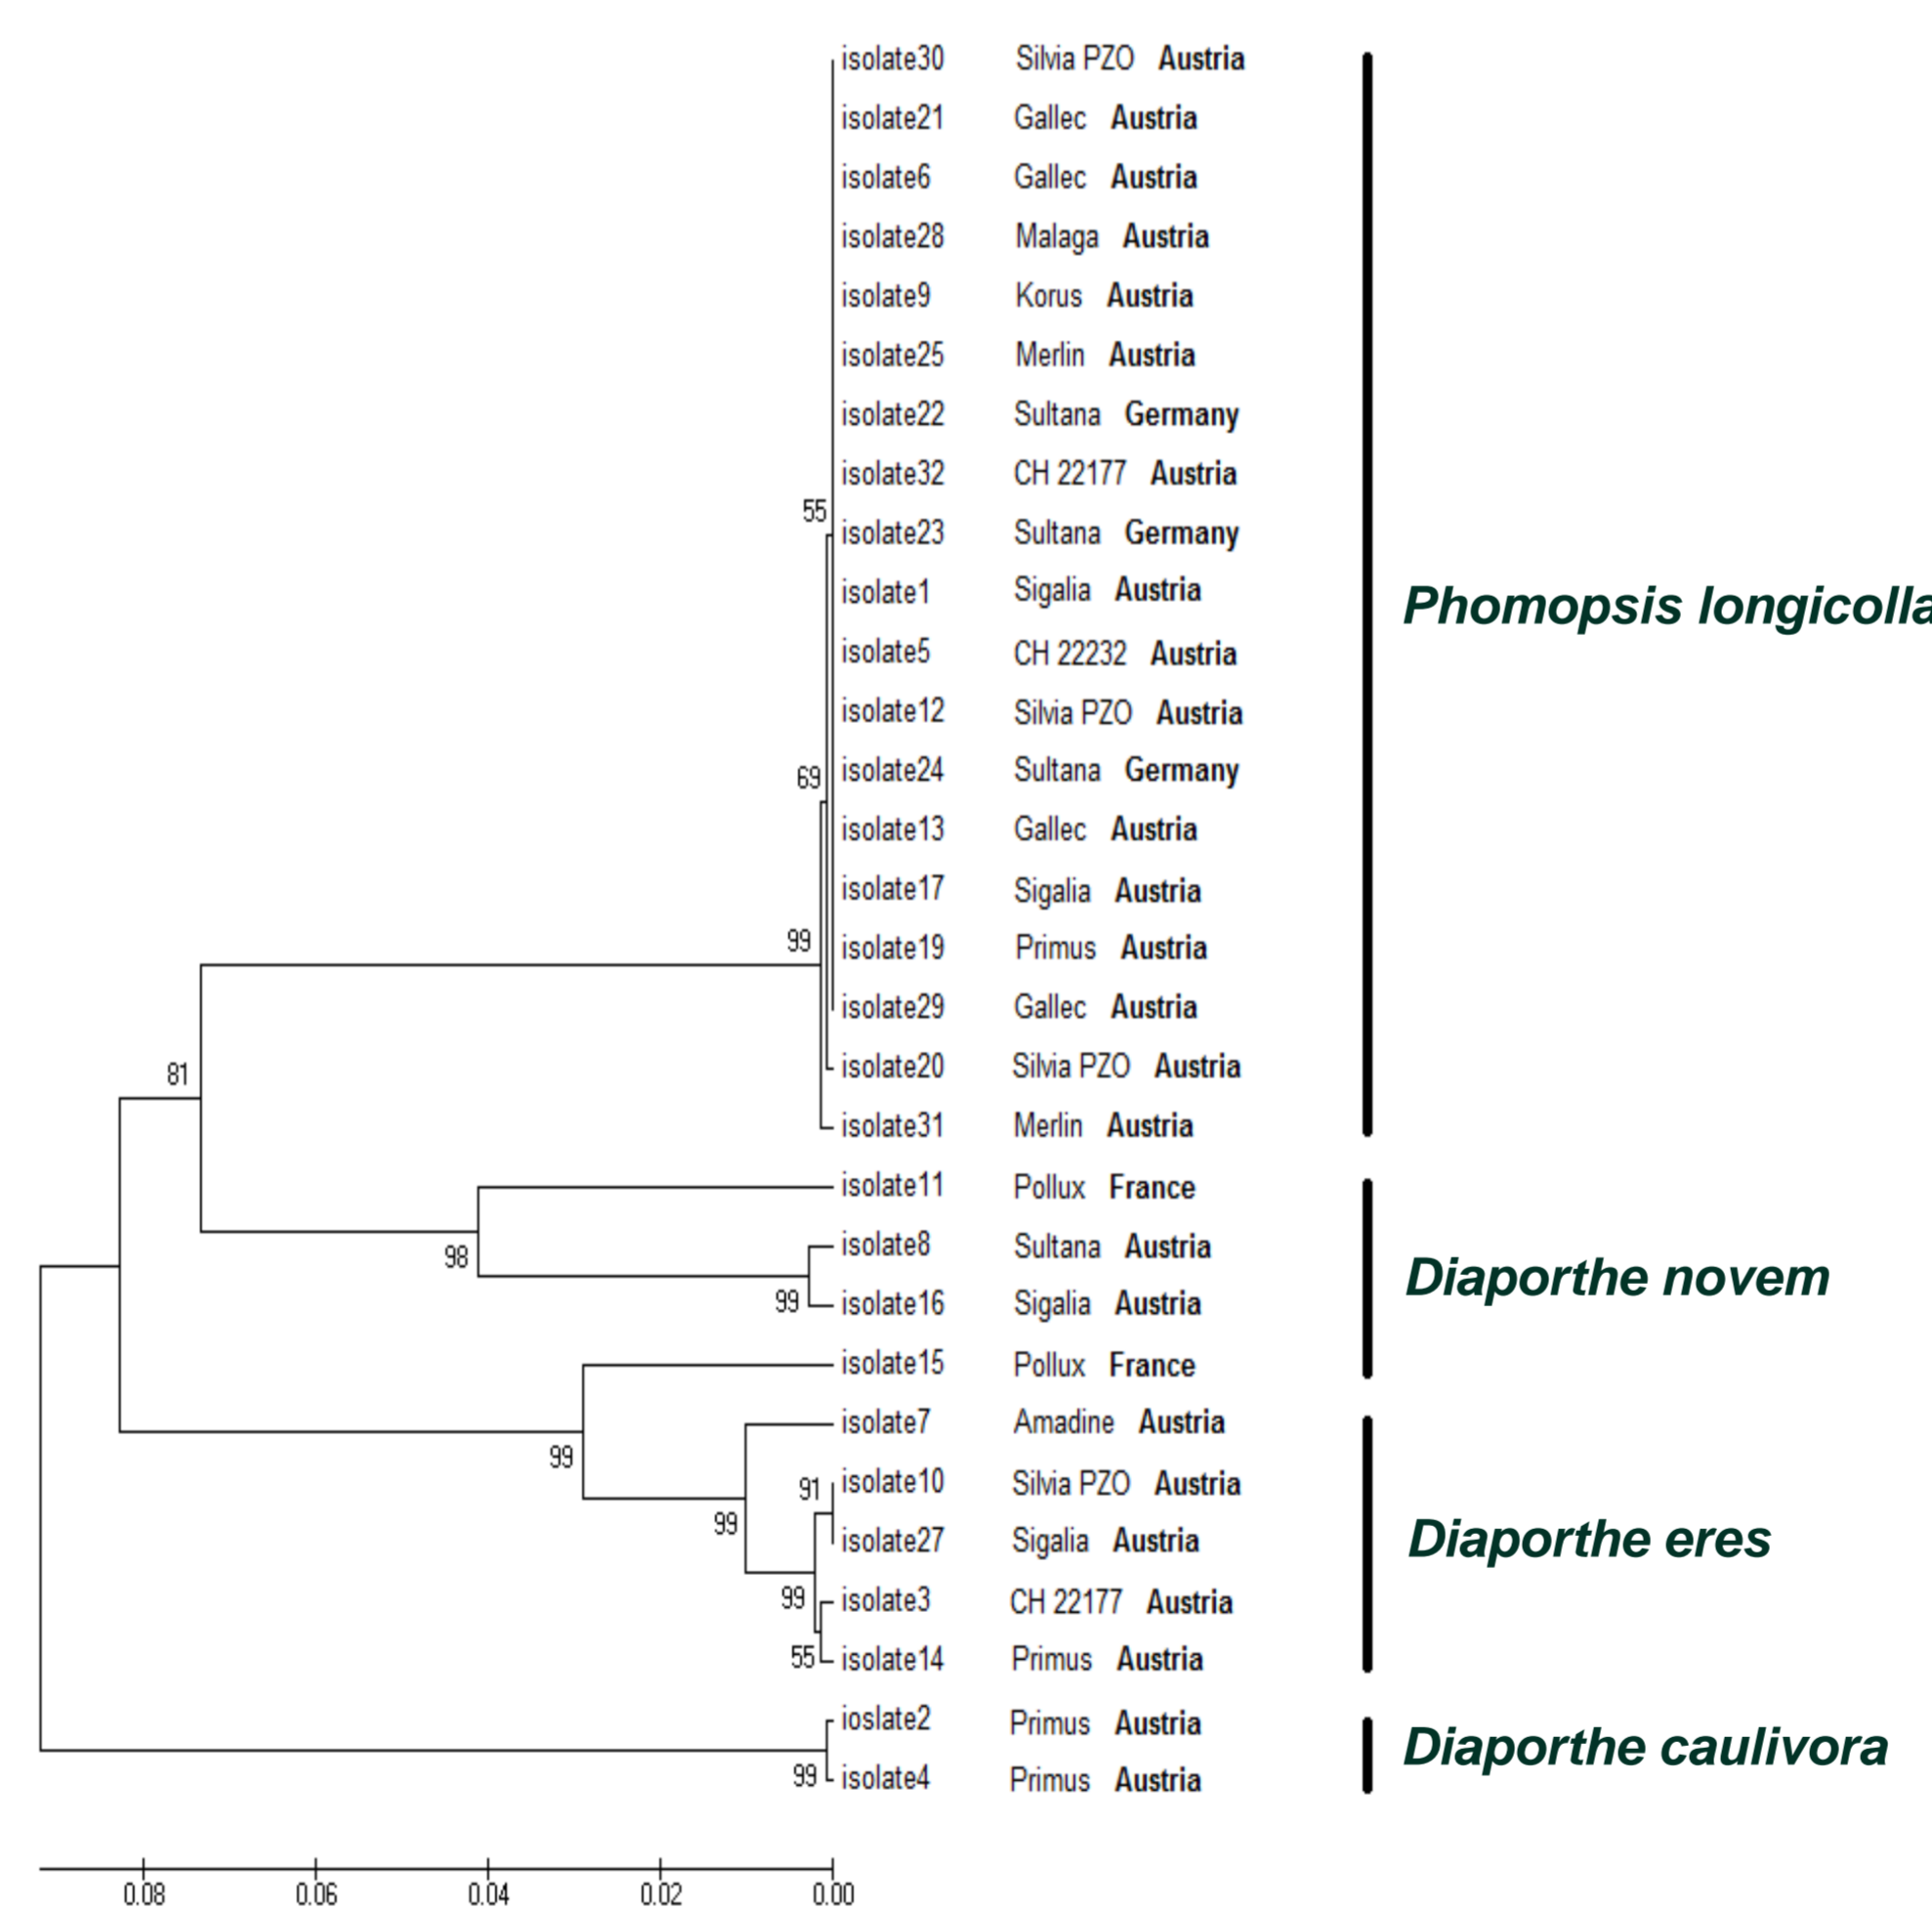 isolate30 Silvia PZO Austria
isolate21 Gallec Austria
isolate6 Gallec Austria
isolate28 Malaga Austria
isolate9 Korus Austria
isolate25 Merlin Austria
isolate22 Sultana Germany
isolate32 CH 22177 Austria
55
isolate23 Sultana Germany
isolate1 Sigalia Austria
Phomopsis longicolla
isolate5 CH 22232 Austria
isolate12 Silvia PZO Austria
69
isolate24 Sultana Germany
isolate13 Gallec Austria
isolate17 Sigalia Austria
99
isolate19 Primus Austria
isolate29 Gallec Austria
81
isolate20 Silvia PZO Austria
isolate31 Merlin Austria
isolate11 Pollux France
98
isolate8 Sultana Austria
Diaporthe novem
99
isolate16 Sigalia Austria
isolate15 Pollux France
99
isolate7 Amadine Austria
91
isolate10 Silvia PZO Austria
99
isolate27 Sigalia Austria
Diaporthe eres
99
isolate3 CH 22177 Austria
55
isolate14 Primus Austria
ioslate2 Primus Austria
Diaporthe caulivora
99
isolate4 Primus Austria
0.08 0.06 0.04 0.02 0.00